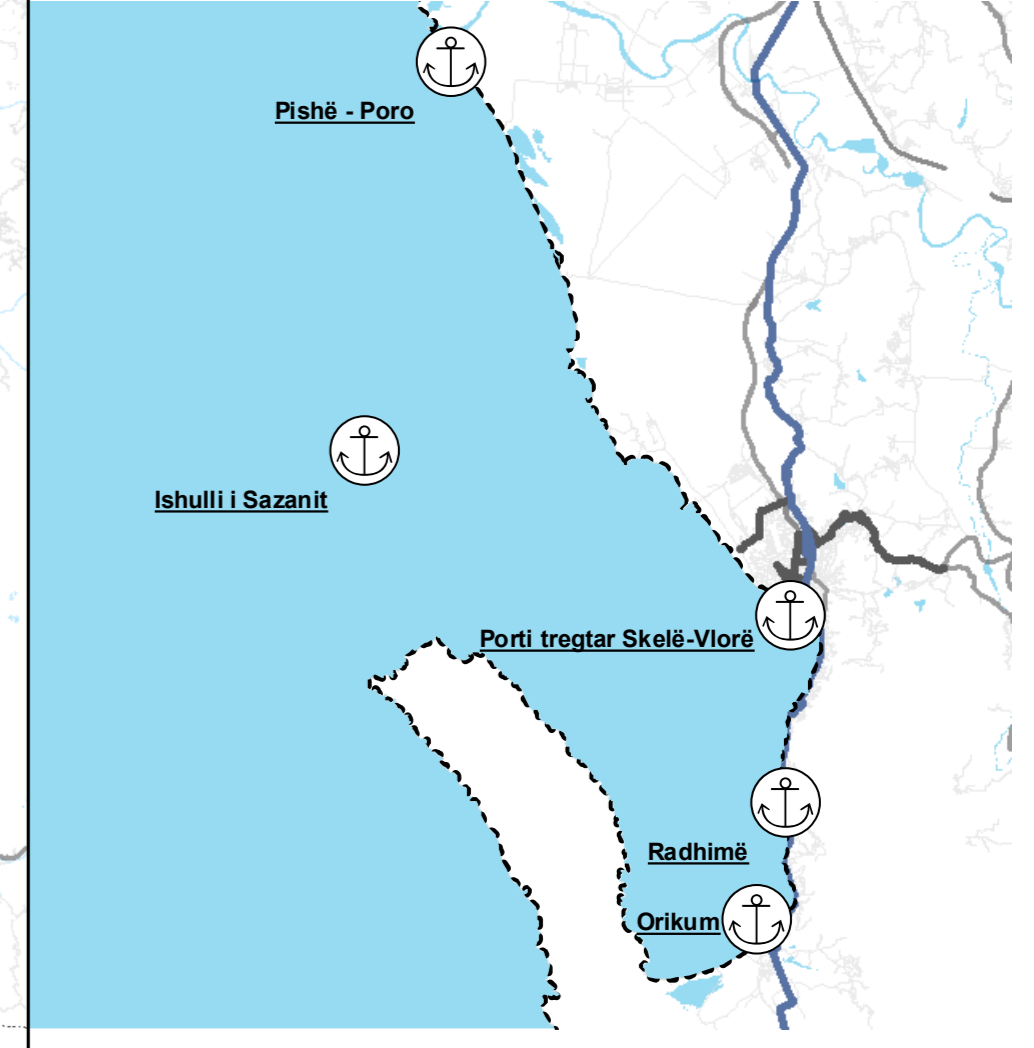 Pishë - Poro
Ishulli i Sazanit
Porti tregtar Skelë-Vlorë
Radhimë
Orikum